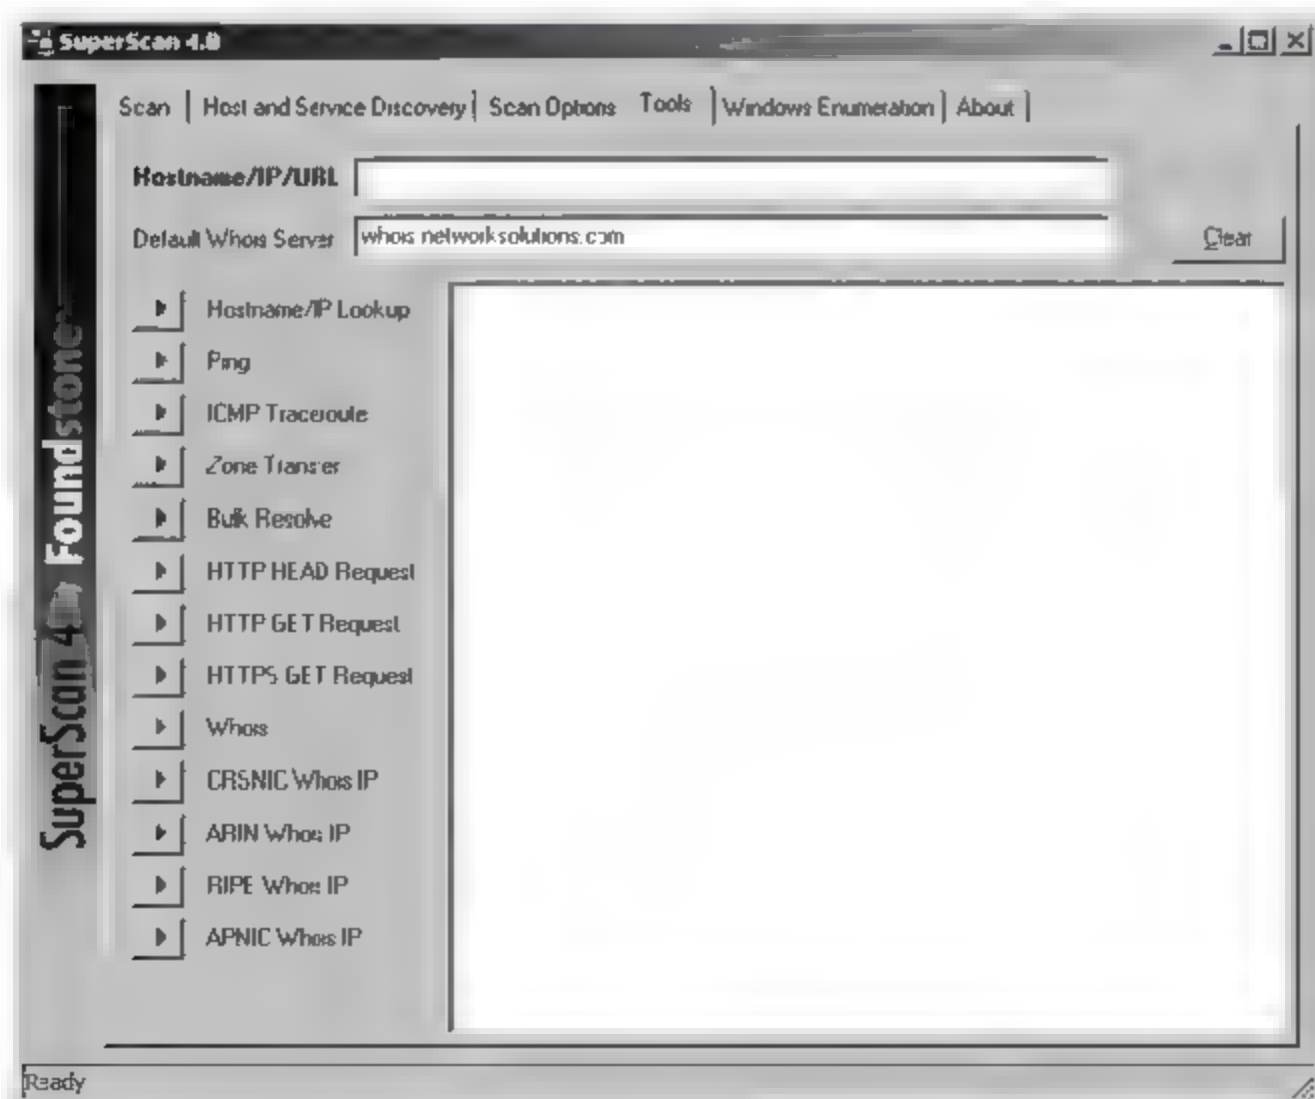 SuperScan 4.0
Scan Host and Service Discovery Scan Options Tools Windows Enumeration About
Hostname/IP/URL
Default Whois Server whois.networksolutions.com Clear
Hostname/IP Lookup
Ping
ICMP Traceroute
Zone Transfer
Bulk Resolve
HTTP HEAD Request
HTTP GET Request
HTTPS GET Request
Whois
CRSNIC Whois IP
ARIN Whois IP
RIPE Whois IP
APNIC Whois IP
SuperScan 4 Foundstone
Ready